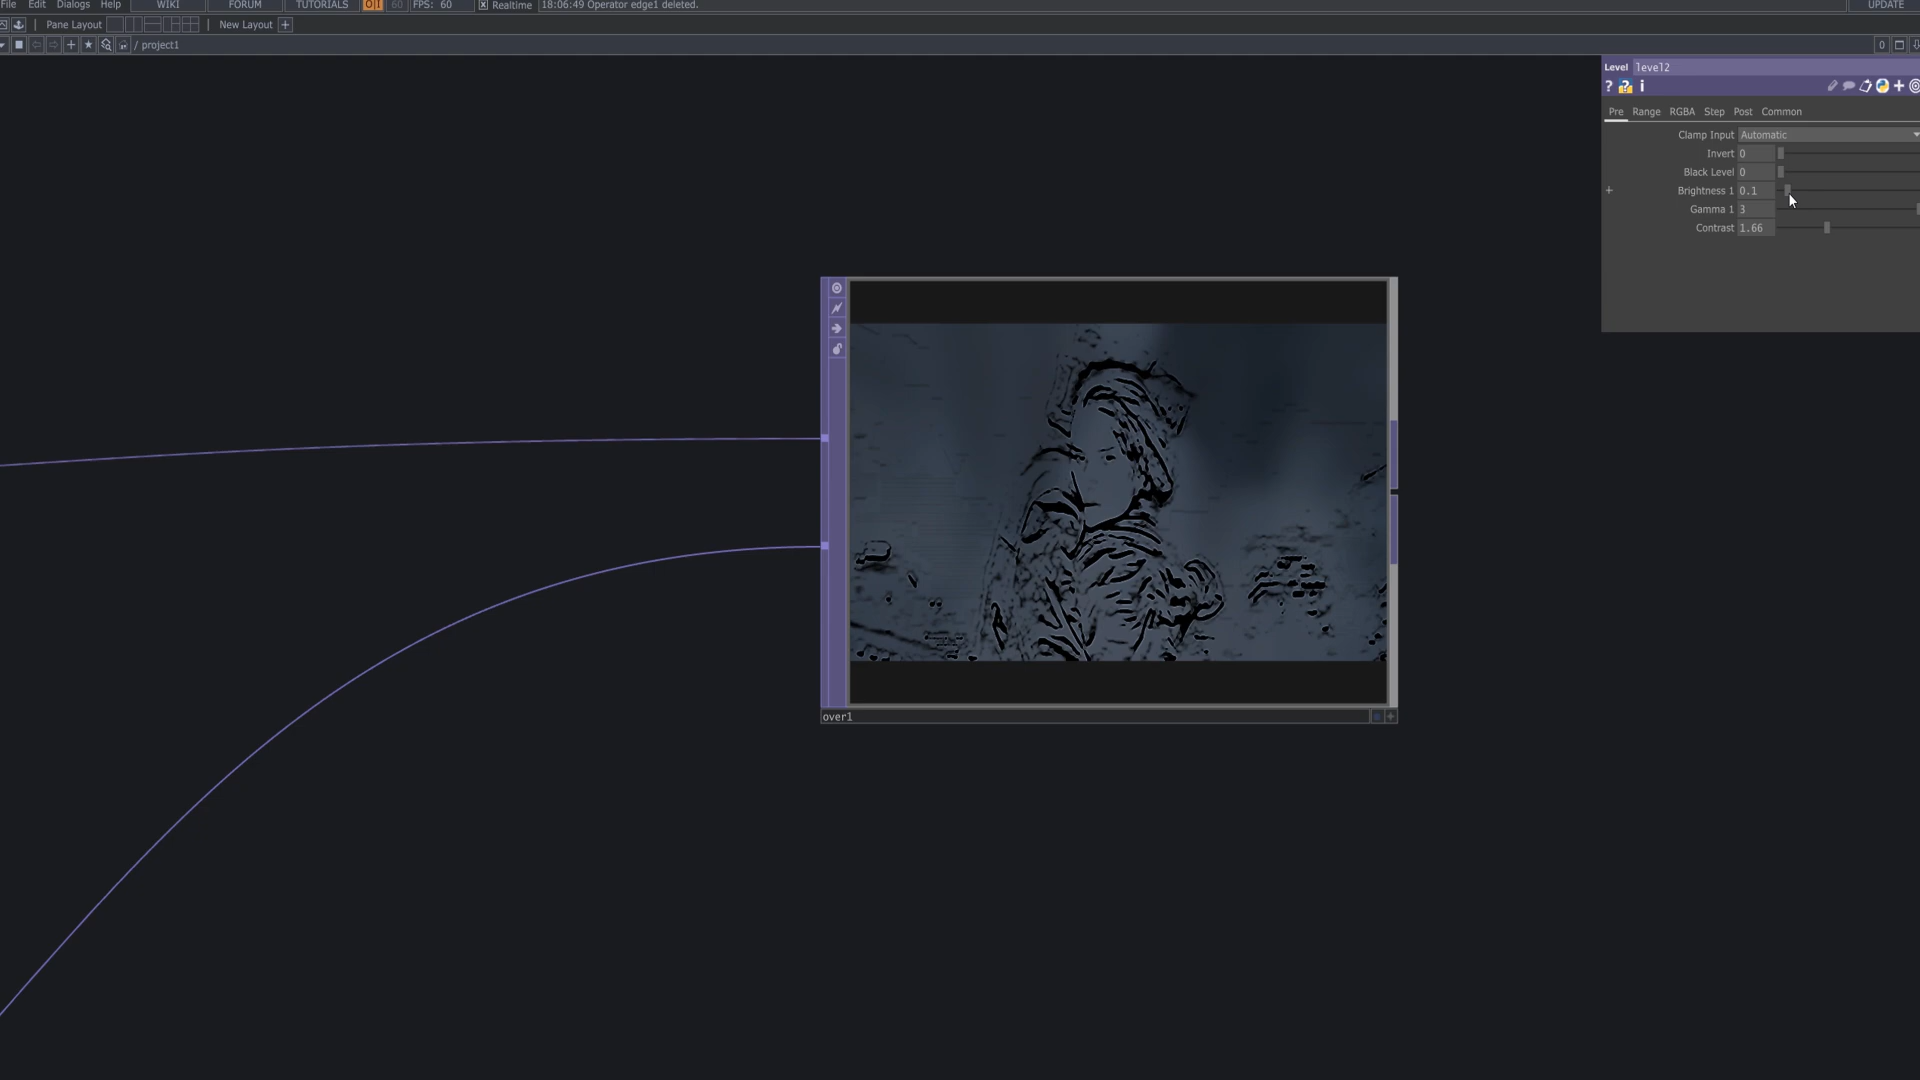 File Edit Dialogs Help WIKI FORUM TUTORIALS O|I 60 FPS: 60 X Realtime 18:06:49 Operator edge1 deleted. UPDATE
Pane Layout New Layout +
/ project1 0
Level level2
? ? i
Pre Range RGBA Step Post Common
Clamp Input Automatic
Invert 0
Black Level 0
+ Brightness 1 0.1
Gamma 1 3
Contrast 1.66
over1